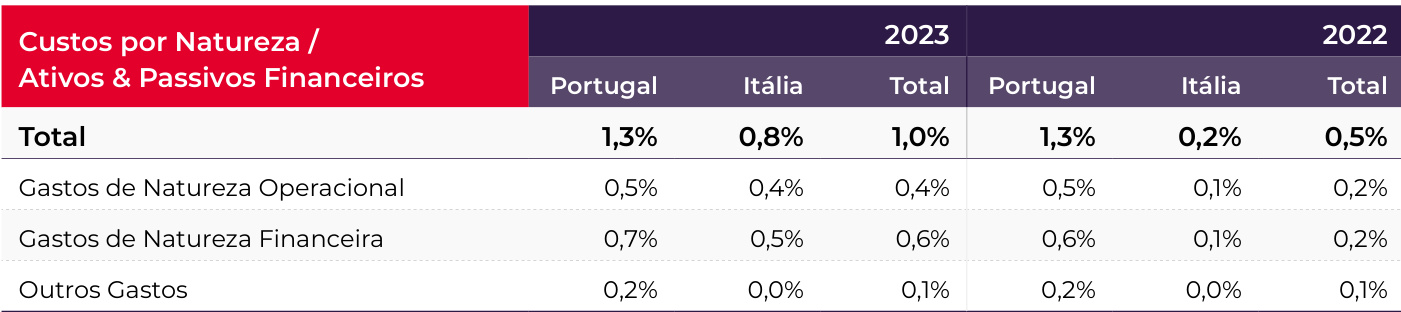 Custos por Natureza /
Ativos & Passivos Financeiros
2023 2022
Portugal Itália Total Portugal Itália Total
Total 1,3% 0,8% 1,0% 1,3% 0,2% 0,5%
Gastos de Natureza Operacional 0,5% 0,4% 0,4% 0,5% 0,1% 0,2%
Gastos de Natureza Financeira 0,7% 0,5% 0,6% 0,6% 0,1% 0,2%
Outros Gastos 0,2% 0,0% 0,1% 0,2% 0,0% 0,1%